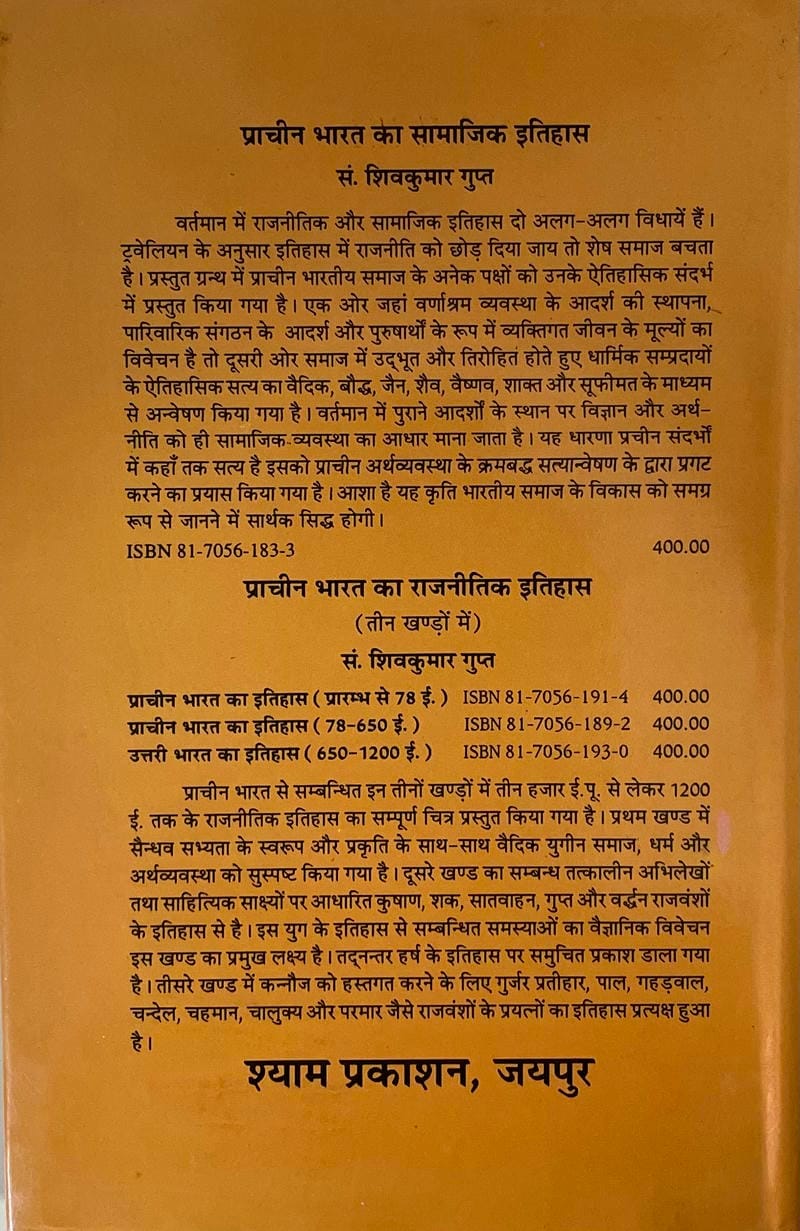 प्राचीन भारत का सामाजिक इतिहास
सं. शिवकुमार गुप्त
वर्तमान में राजनीतिक और सामाजिक इतिहास दो अलग-अलग विधायें हैं।
ट्रवेलियन के अनुसार इतिहास में राजनीति को छोड़ दिया जाय तो शेष समाज बचता
है। प्रस्तुत ग्रन्थ में प्राचीन भारतीय समाज के अनेक पक्षों को उनके ऐतिहासिक संदर्भ
में प्रस्तुत किया गया है। एक ओर जहां वर्णाश्रम व्यवस्था के आदर्श की स्थापना,
पारिवारिक संगठन के आदर्श और पुरुषार्थों के रूप में व्यक्तिगत जीवन के मूल्यों का
विवेचन है तो दूसरी ओर समाज में उद्भूत और तिरोहित होते हुए धार्मिक सम्प्रदायों
के ऐतिहासिक सत्य का वैदिक, बौद्ध, जैन, शैव, वैष्णव, शाक्त और सूफीमत के माध्यम
से अन्वेषण किया गया है। वर्तमान में पुराने आदर्शों के स्थान पर विज्ञान और अर्थ-
नीति को ही सामाजिक-व्यवस्था का आधार माना जाता है। यह धारणा प्रचीन संदर्भों
में कहाँ तक सत्य है इसको प्राचीन अर्थव्यवस्था के क्रमबद्ध सत्यान्वेषण के द्वारा प्रगट
करने का प्रयास किया गया है। आशा है यह कृति भारतीय समाज के विकास को समग्र
रूप से जानने में सार्थक सिद्ध होगी।
ISBN 81-7056-183-3 400.00
प्राचीन भारत का राजनीतिक इतिहास
(तीन खण्डों में)
सं. शिवकुमार गुप्त
प्राचीन भारत का इतिहास ( प्रारम्भ से 78 ई. ) ISBN 81-7056-191-4 400.00
प्राचीन भारत का इतिहास ( 78-650 ई. ) ISBN 81-7056-189-2 400.00
उत्तरी भारत का इतिहास ( 650-1200 ई. ) ISBN 81-7056-193-0 400.00
प्राचीन भारत से सम्बन्धित इन तीनों खण्डों में तीन हजार ई.पू. से लेकर 1200
ई. तक के राजनीतिक इतिहास का सम्पूर्ण चित्र प्रस्तुत किया गया है। प्रथम खण्ड में
सैन्धव सभ्यता के स्वरूप और प्रकृति के साथ-साथ वैदिक युगीन समाज, धर्म और
अर्थव्यवस्था को सुस्पष्ट किया गया है। दूसरे खण्ड का सम्बन्ध तत्कालीन अभिलेखों
तथा साहित्यिक साक्ष्यों पर आधारित कुषाण, शक, सातवाहन, गुप्त और वर्द्धन राजवंशों
के इतिहास से है। इस युग के इतिहास से सम्बन्धित समस्याओं का वैज्ञानिक विवेचन
इस खण्ड का प्रमुख लक्ष्य है। तद्नन्तर हर्ष के इतिहास पर समुचित प्रकाश डाला गया
है। तीसरे खण्ड में कन्नौज को हस्तगत करने के लिए गुर्जर प्रतीहार, पाल, गहड़वाल,
चन्देल, चहमान, चालुक्य और परमार जैसे राजवंशों के प्रयत्नों का इतिहास प्रत्यक्ष हुआ
है।
श्याम प्रकाशन, जयपुर